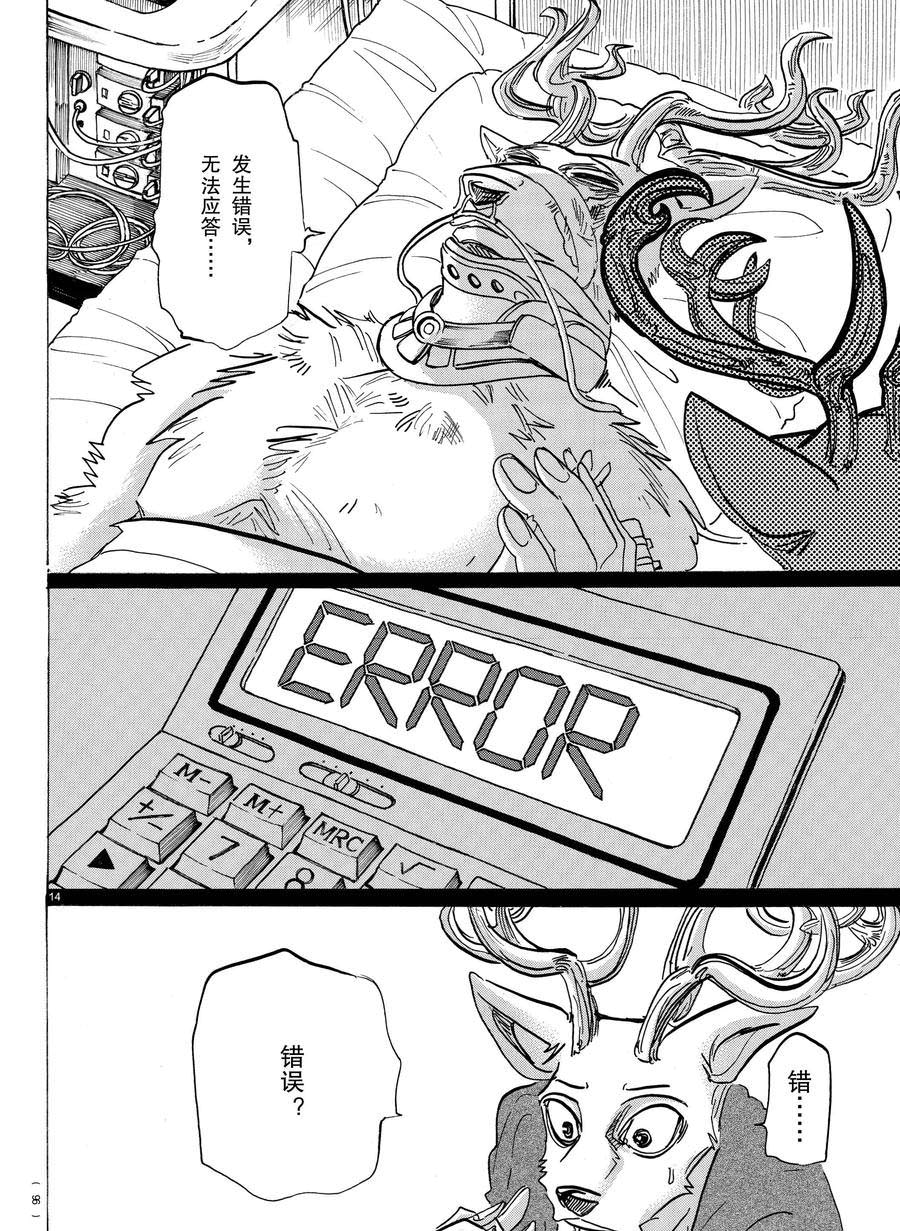 发生错误，
无法应答……
ERROR
M-
M+
MRC
+/-
7
8
√
▲
14
错……
错误？